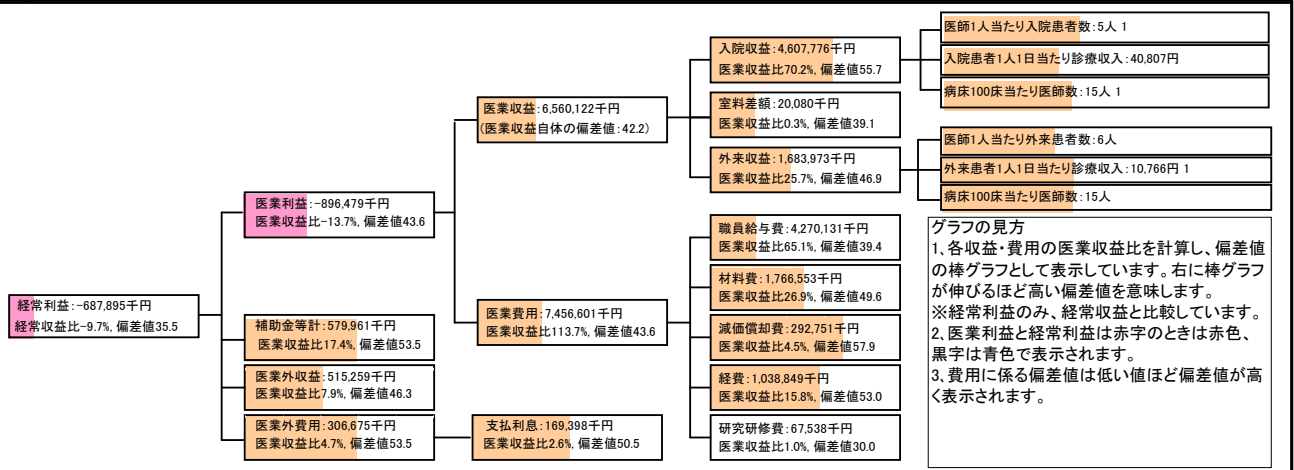 経常利益:-687,895千円
経常収支比-9.7%, 偏差値35.5
医業利益:-896,479千円
医業収益比-13.7%, 偏差値43.6
補助金等計:579,961千円
医業収益比17.4%, 偏差値53.5
医業外収益:515,259千円
医業収益比7.9%, 偏差値46.3
医業外費用:306,675千円
医業収益比4.7%, 偏差値53.5
医業収益:6,560,122千円
(医業収益自体の偏差値:42.2)
医業費用:7,456,601千円
医業収益比113.7%, 偏差値43.6
支払利息:169,398千円
医業収益比2.6%, 偏差値50.5
入院収益:4,607,776千円
医業収益比70.2%, 偏差値55.7
室料差額:20,080千円
医業収益比0.3%, 偏差値39.1
外来収益:1,683,973千円
医業収益比25.7%, 偏差値46.9
職員給与費:4,270,131千円
医業収益比65.1%, 偏差値39.4
材料費:1,766,553千円
医業収益比26.9%, 偏差値49.6
減価償却費:292,751千円
医業収益比4.5%, 偏差値57.9
経費:1,038,849千円
医業収益比15.8%, 偏差値53.0
研究研修費:67,538千円
医業収益比1.0%, 偏差値30.0
医師1人当たり入院患者数:5人 1
入院患者1人1日当たり診療収入:40,807円
病床100床当たり医師数:15人 1
医師1人当たり外来患者数:6人
外来患者1人1日当たり診療収入:10,766円 1
病床100床当たり医師数:15人
グラフの見方
1、各収益・費用の医業収益比を計算し、偏差値
の棒グラフとして表示しています。右に棒グラフ
が伸びるほど高い偏差値を意味します。
※経常利益のみ、経常収益と比較しています。
2、医業利益と経常利益は赤字のときは赤色、
黒字は青色で表示されます。
3、費用に係る偏差値は低い値ほど偏差値が高
く表示されます。